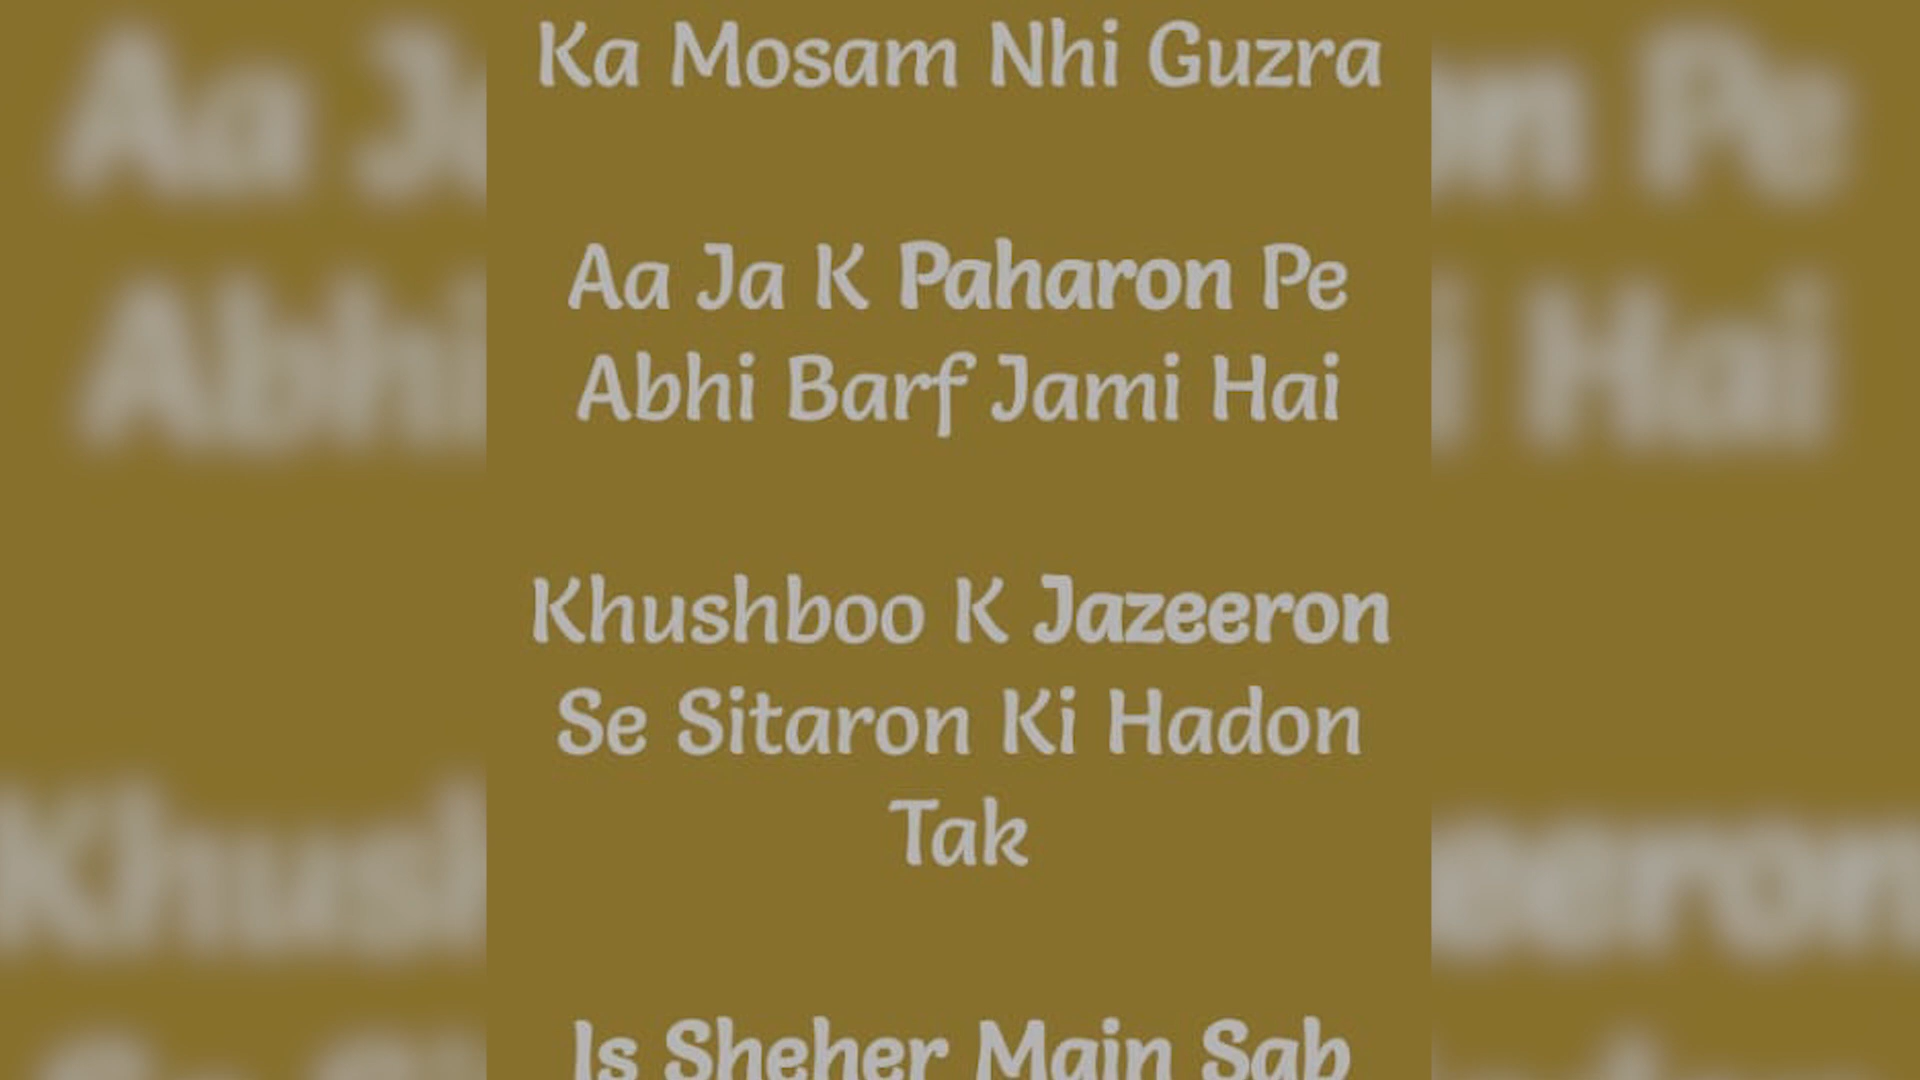 Ka Mosam Nhi Guzra
Aa Ja K Paharon Pe
Abhi Barf Jami Hai
Khushboo K Jazeeron
Se Sitaron Ki Hadon
Tak
Is Sheher Main Sab